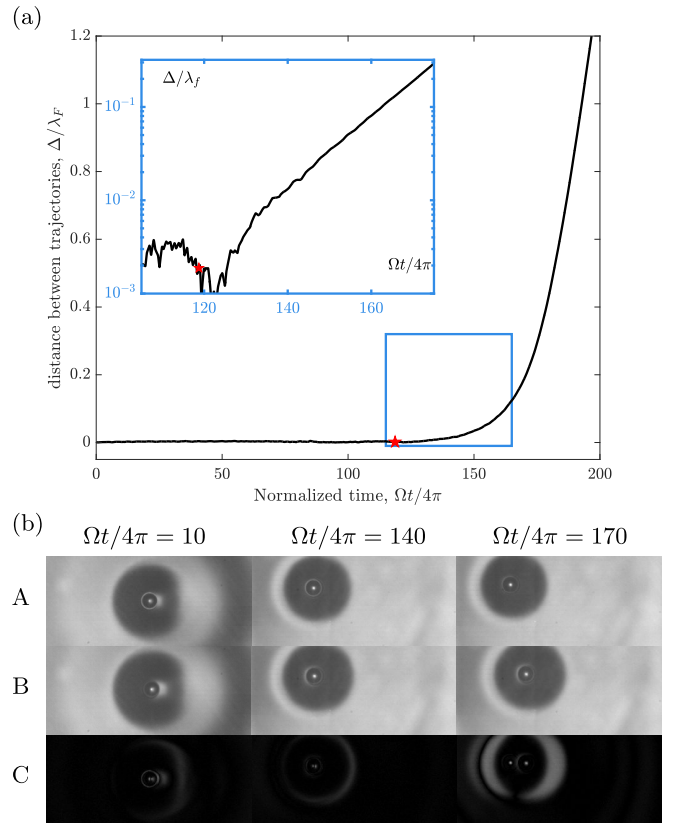 (a)
1.2
1
0.8
0.6
0.4
0.2
0
distance between trajectories, Δ/λ_F
Δ/λ_f
10^{-1}
10^{-2}
10^{-3}
Ωt/4π
120 140 160
0 50 100 150 200
Normalized time, Ωt/4π
(b)
Ωt/4π = 10 Ωt/4π = 140 Ωt/4π = 170
A
B
C